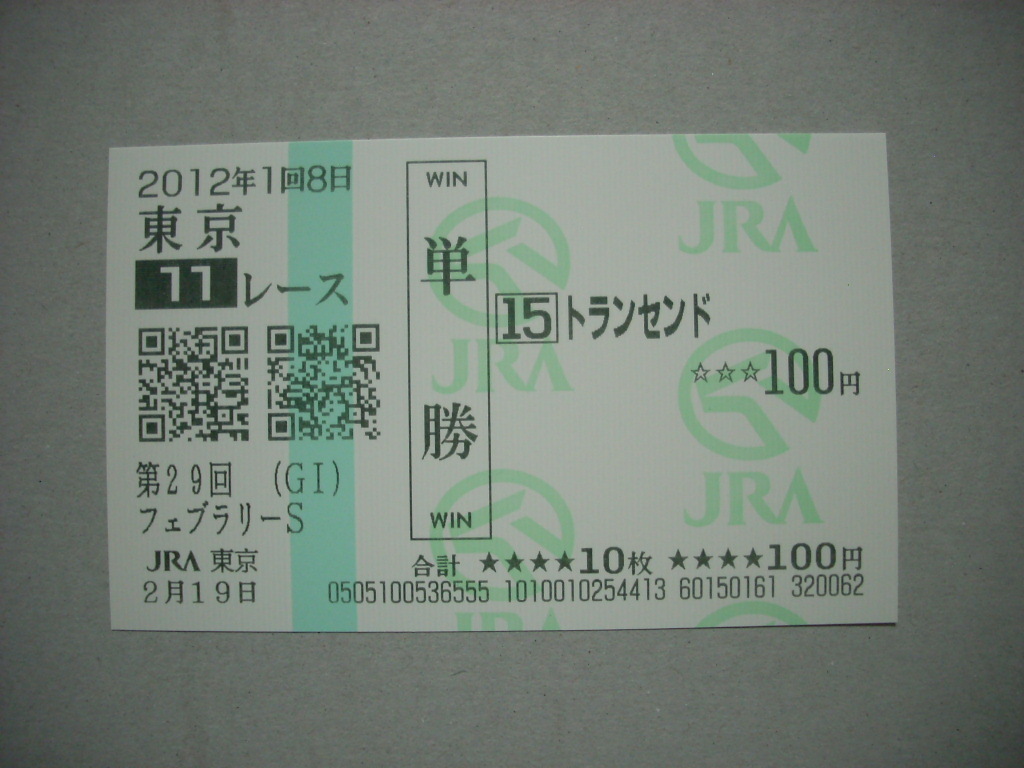 2012年1回8日
東京
11レース
第29回 (GI)
フェブラリーS
JRA 東京
2月19日
WIN
単勝
WIN
15 トランセンド
☆☆☆100円
合計 ★★★★10枚 ★★★★100円
0505100536555 1010010254413 60150161 320062
JRA
JRA
JRA
JRA